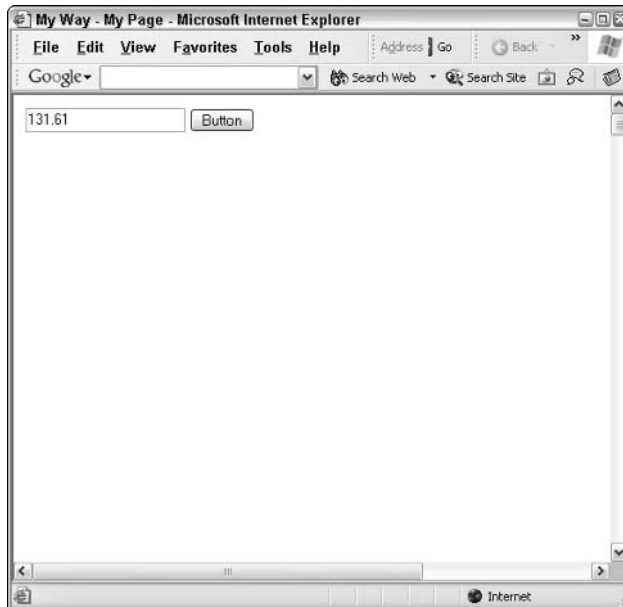 My Way - My Page - Microsoft Internet Explorer
File Edit View Favorites Tools Help Address Go Back »
Google Search Web Search Site
131.61 Button
Internet